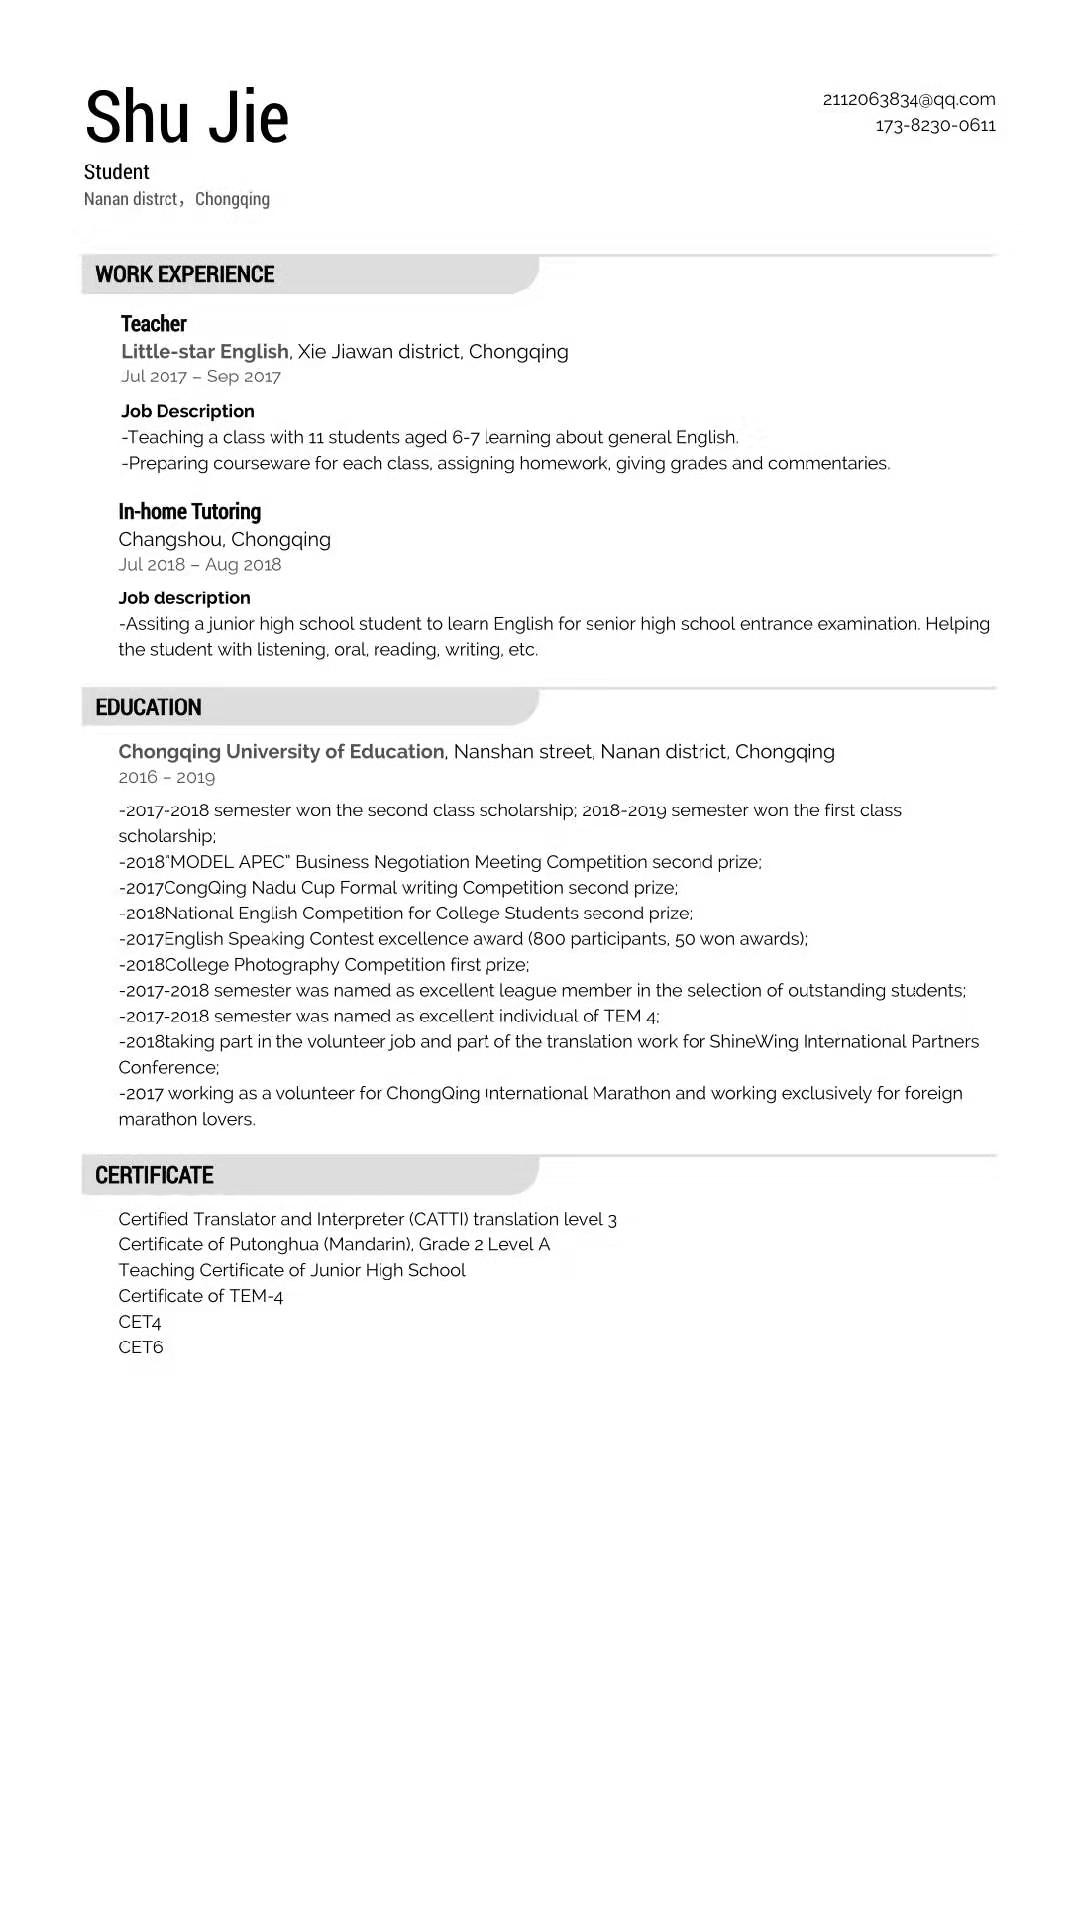 Shu Jie
2112063834@qq.com
173-8230-0611
Student
Nanan distrct，Chongqing
WORK EXPERIENCE
Teacher
Little-star English, Xie Jiawan district, Chongqing
Jul 2017 – Sep 2017
Job Description
-Teaching a class with 11 students aged 6-7 learning about general English.
-Preparing courseware for each class, assigning homework, giving grades and commentaries.
In-home Tutoring
Changshou, Chongqing
Jul 2018 – Aug 2018
Job description
-Assiting a junior high school student to learn English for senior high school entrance examination. Helping
the student with listening, oral, reading, writing, etc.
EDUCATION
Chongqing University of Education, Nanshan street, Nanan district, Chongqing
2016 – 2019
-2017-2018 semester won the second class scholarship; 2018-2019 semester won the first class
scholarship;
-2018"MODEL APEC" Business Negotiation Meeting Competition second prize;
-2017CongQing Nadu Cup Formal writing Competition second prize;
-2018National English Competition for College Students second prize;
-2017English Speaking Contest excellence award (800 participants, 50 won awards);
-2018College Photography Competition first prize;
-2017-2018 semester was named as excellent league member in the selection of outstanding students;
-2017-2018 semester was named as excellent individual of TEM 4;
-2018taking part in the volunteer job and part of the translation work for ShineWing International Partners
Conference;
-2017 working as a volunteer for ChongQing International Marathon and working exclusively for foreign
marathon lovers.
CERTIFICATE
Certified Translator and Interpreter (CATTI) translation level 3
Certificate of Putonghua (Mandarin), Grade 2 Level A
Teaching Certificate of Junior High School
Certificate of TEM-4
CET4
CET6